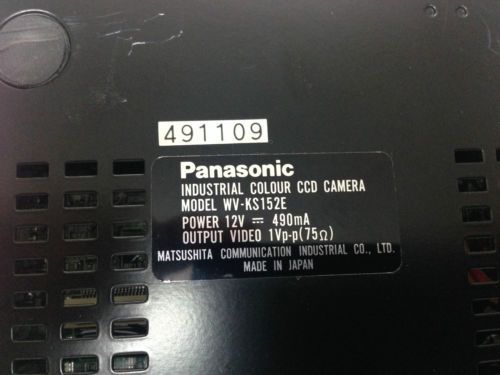 491109
Panasonic
INDUSTRIAL COLOUR CCD CAMERA
MODEL WV-KS152E
POWER 12V ⎓ 490mA
OUTPUT VIDEO 1Vp-p(75Ω)
MATSUSHITA COMMUNICATION INDUSTRIAL CO., LTD.
MADE IN JAPAN